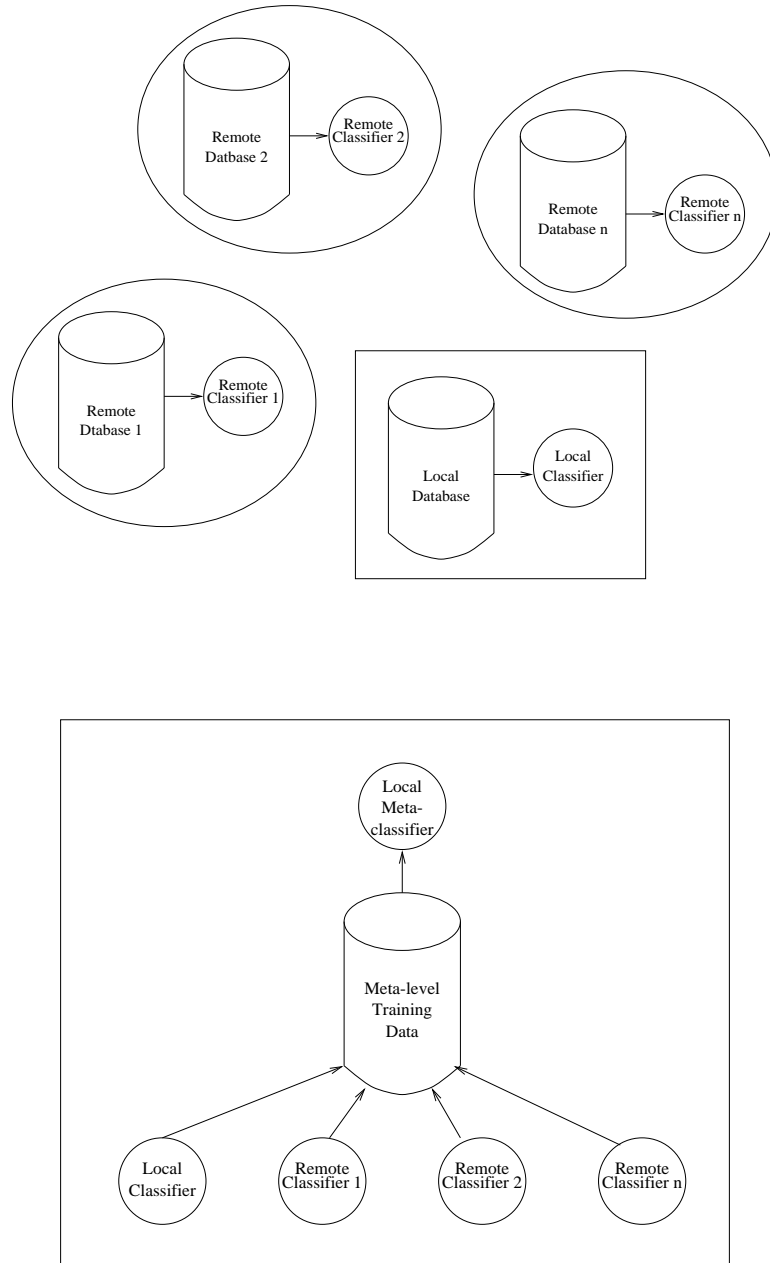 Remote
Datbase 2
Remote
Classifier 2
Remote
Database n
Remote
Classifier n
Remote
Dtabase 1
Remote
Classifier 1
Local
Database
Local
Classifier
Local
Meta-
classifier
Meta-level
Training
Data
Local
Classifier
Remote
Classifier 1
Remote
Classifier 2
Remote
Classifier n